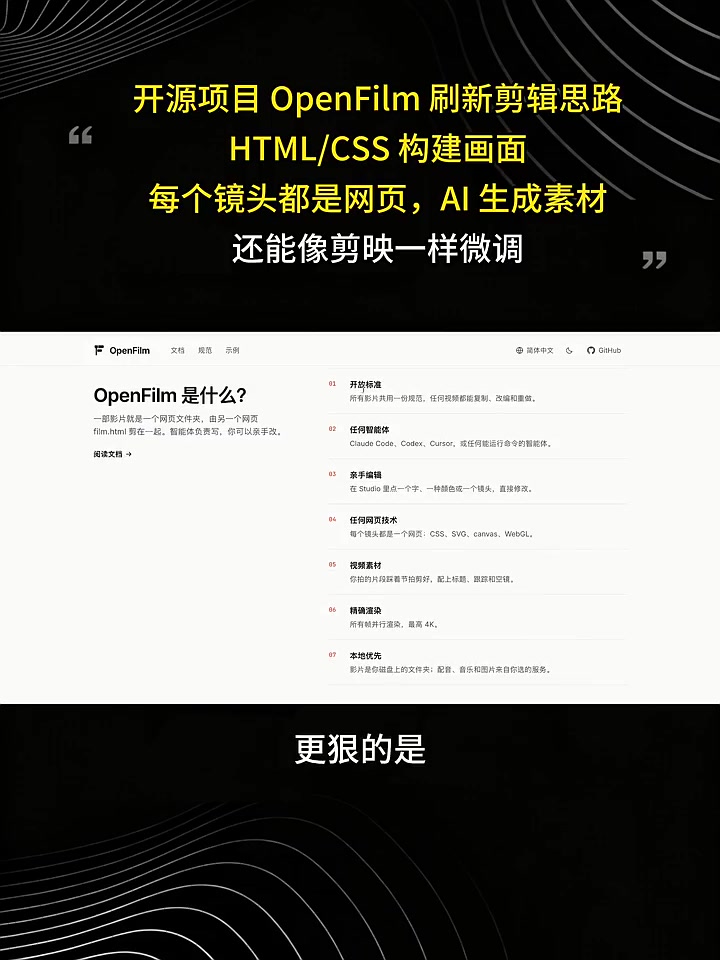 开源项目 OpenFilm 刷新剪辑思路
“
HTML/CSS 构建画面
每个镜头都是网页，AI 生成素材
还能像剪映一样微调
”
OpenFilm 文档 规范 示例 简体中文 GitHub
OpenFilm 是什么?
一部影片就是一个网页文件夹，由另一个网页
film.html 剪在一起。智能体负责写，你可以亲手改。
阅读文档 →
01 开放标准
所有影片共用一份规范，任何视频都能复制、改编和重做。
02 任何智能体
Claude Code、Codex、Cursor，或任何能运行命令的智能体。
03 亲手编辑
在 Studio 里点一个字、一种颜色或一个镜头，直接修改。
04 任何网页技术
每个镜头都是一个网页：CSS、SVG、canvas、WebGL。
05 视频素材
你拍的片段踩着节拍剪好，配上标题、跟踪和空镜。
06 精确渲染
所有帧并行渲染，最高 4K。
07 本地优先
影片是你磁盘上的文件夹；配音、音乐和图片来自你选的服务。
更狠的是